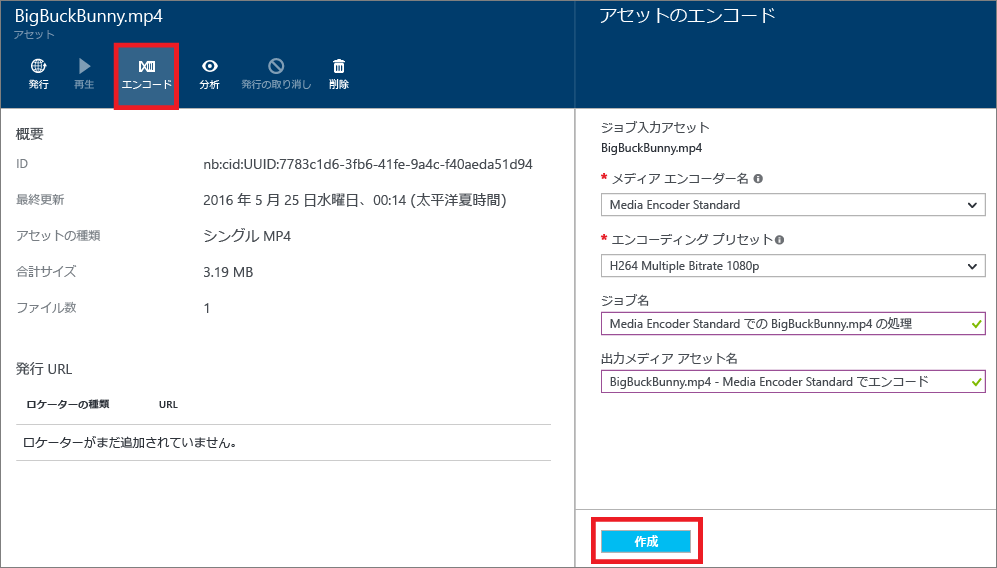 BigBuckBunny.mp4
アセット
発行
再生
エンコード
分析
発行の取り消し
削除
概要
ID nb:cid:UUID:7783c1d6-3fb6-41fe-9a4c-f40aeda51d94
最終更新 2016 年 5 月 25 日水曜日、00:14 (太平洋夏時間)
アセットの種類 シングル MP4
合計サイズ 3.19 MB
ファイル数 1
発行 URL
ロケーターの種類 URL
ロケーターがまだ追加されていません。
アセットのエンコード
ジョブ入力アセット
BigBuckBunny.mp4
* メディア エンコーダー名
Media Encoder Standard
* エンコーディング プリセット
H264 Multiple Bitrate 1080p
ジョブ名
Media Encoder Standard での BigBuckBunny.mp4 の処理
出力メディア アセット名
BigBuckBunny.mp4 - Media Encoder Standard でエンコード
作成